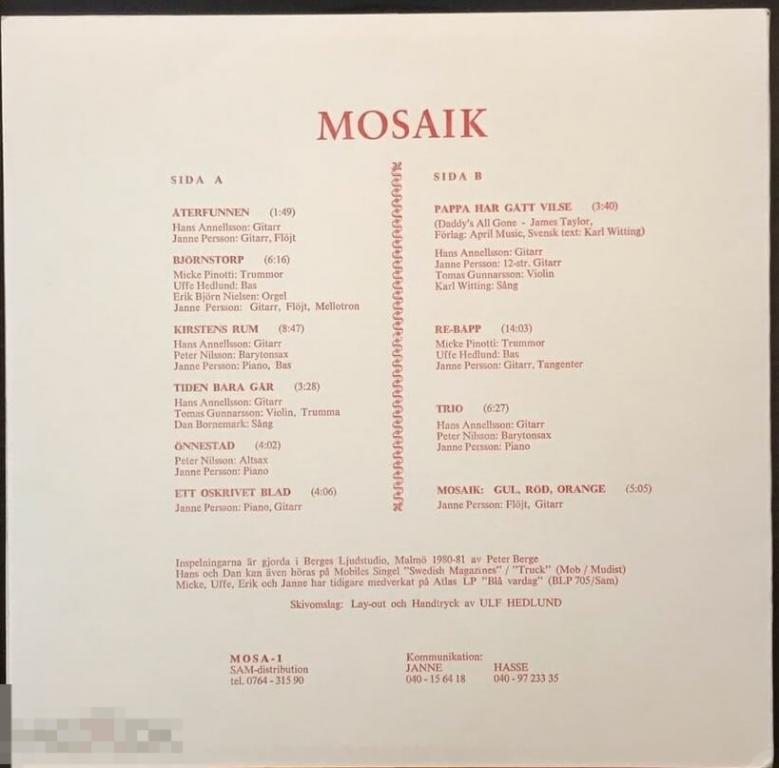 MOSAIK
SIDA A
ÅTERFUNNEN (1:49)
Hans Annellsson: Gitarr
Janne Persson: Gitarr, Flöjt
BJÖRNSTORP (6:16)
Micke Pinotti: Trummor
Uffe Hedlund: Bas
Erik Björn Nielsen: Orgel
Janne Persson: Gitarr, Flöjt, Mellotron
KIRSTENS RUM (8:47)
Hans Annellsson: Gitarr
Peter Nilsson: Barytonsax
Janne Persson: Piano, Bas
TIDEN BARA GÅR (3:28)
Hans Annellsson: Gitarr
Tomas Gunnarsson: Violin, Trumma
Dan Bornemark: Sång
ÖNNESTAD (4:02)
Peter Nilsson: Altsax
Janne Persson: Piano
ETT OSKRIVET BLAD (4:06)
Janne Persson: Piano, Gitarr
SIDA B
PAPPA HAR GÅTT VILSE (3:40)
(Daddy's All Gone - James Taylor,
Förlag: April Music, Svensk text: Karl Witting)
Hans Annellsson: Gitarr
Janne Persson: 12-str. Gitarr
Tomas Gunnarsson: Violin
Karl Witting: Sång
RE-BAPP (14:03)
Micke Pinotti: Trummor
Uffe Hedlund: Bas
Janne Persson: Gitarr, Tangenter
TRIO (6:27)
Hans Annellsson: Gitarr
Peter Nilsson: Barytonsax
Janne Persson: Piano
MOSAIK: GUL, RÖD, ORANGE (5:05)
Janne Persson: Flöjt, Gitarr
Inspelningarna är gjorda i Berges Ljudstudio, Malmö 1980-81 av Peter Berge
Hans och Dan kan även höras på Mobiles Singel "Swedish Magazines" / "Truck" (Mob / Mudist)
Micke, Uffe, Erik och Janne har tidigare medverkat på Atlas LP "Blå vardag" (BLP 705/Sam)
Skivomslag: Lay-out och Handtryck av ULF HEDLUND
MOSA-1
SAM-distribution
tel. 0764 - 315 90
Kommunikation:
JANNE HASSE
040 - 15 64 18 040 - 97 233 35